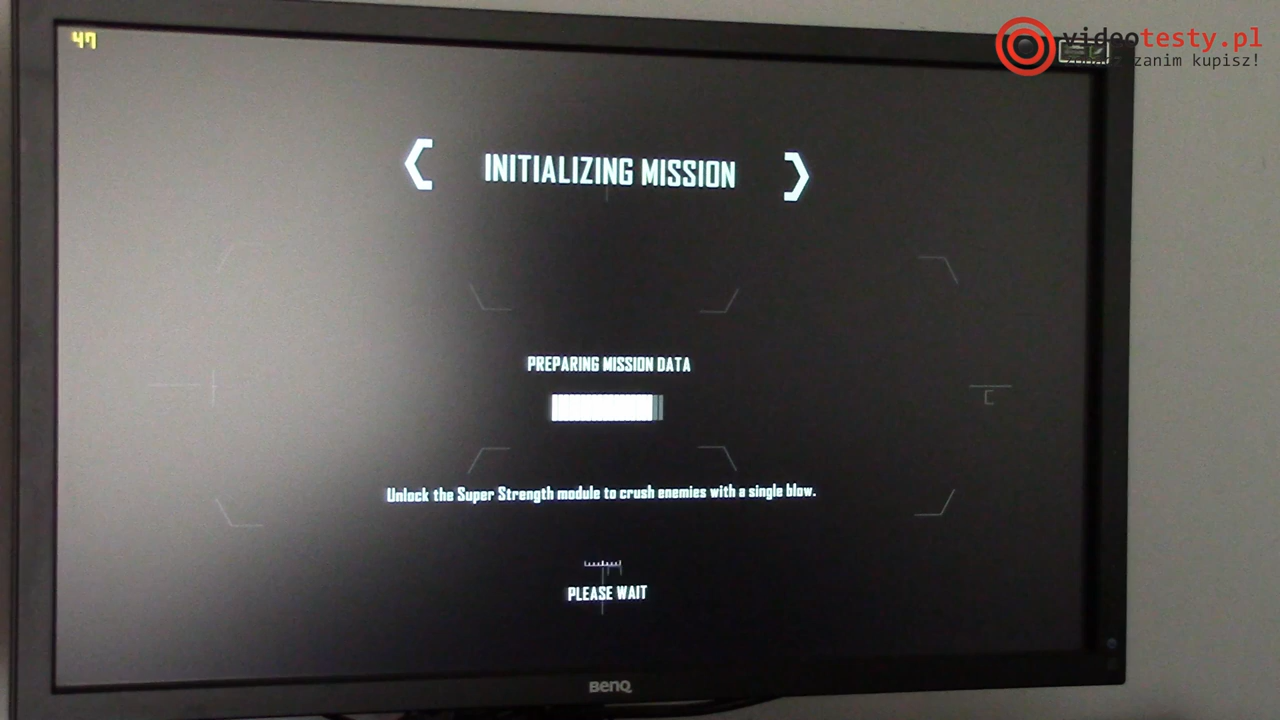 47
videotesty.pl
zanim kupisz!
INITIALIZING MISSION
PREPARING MISSION DATA
Unlock the Super Strength module to crush enemies with a single blow.
PLEASE WAIT
BenQ